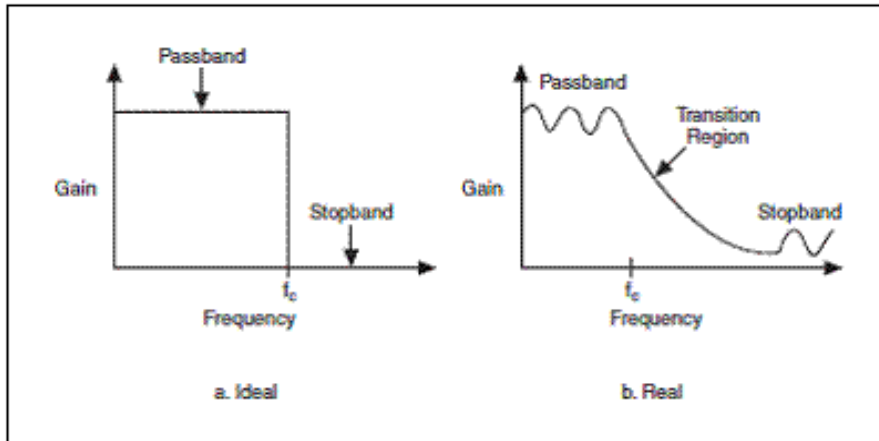 Passband
Gain
Stopband
fc
Frequency
a. Ideal
Passband
Transition
Region
Gain
Stopband
fc
Frequency
b. Real